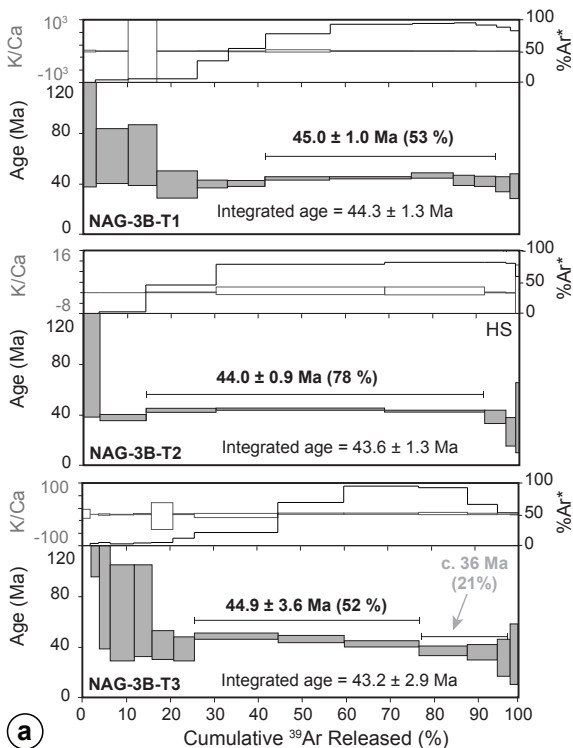 10³
-10³
K/Ca
100
50
0
%Ar*
120
80
40
0
Age (Ma)
45.0 ± 1.0 Ma (53 %)
Integrated age = 44.3 ± 1.3 Ma
NAG-3B-T1
16
-8
K/Ca
100
50
0
%Ar*
HS
120
80
40
0
Age (Ma)
44.0 ± 0.9 Ma (78 %)
Integrated age = 43.6 ± 1.3 Ma
NAG-3B-T2
100
-100
K/Ca
100
50
0
%Ar*
120
80
40
0
Age (Ma)
c. 36 Ma
(21%)
44.9 ± 3.6 Ma (52 %)
Integrated age = 43.2 ± 2.9 Ma
NAG-3B-T3
0 10 20 30 40 50 60 70 80 90 100
Cumulative ³⁹Ar Released (%)
a